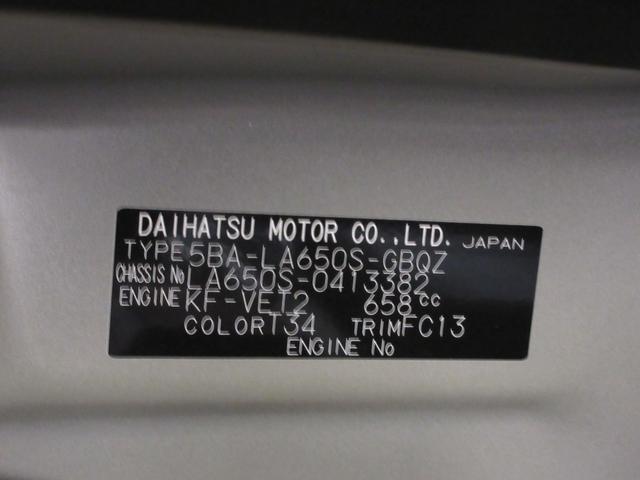 DAIHATSU MOTOR CO.,LTD. JAPAN
TYPE 5BA-LA650S-GBQZ
CHASSIS No LA650S-0413382
ENGINE KF-VET2 658cc
COLOR T34 TRIM FC13
ENGINE No